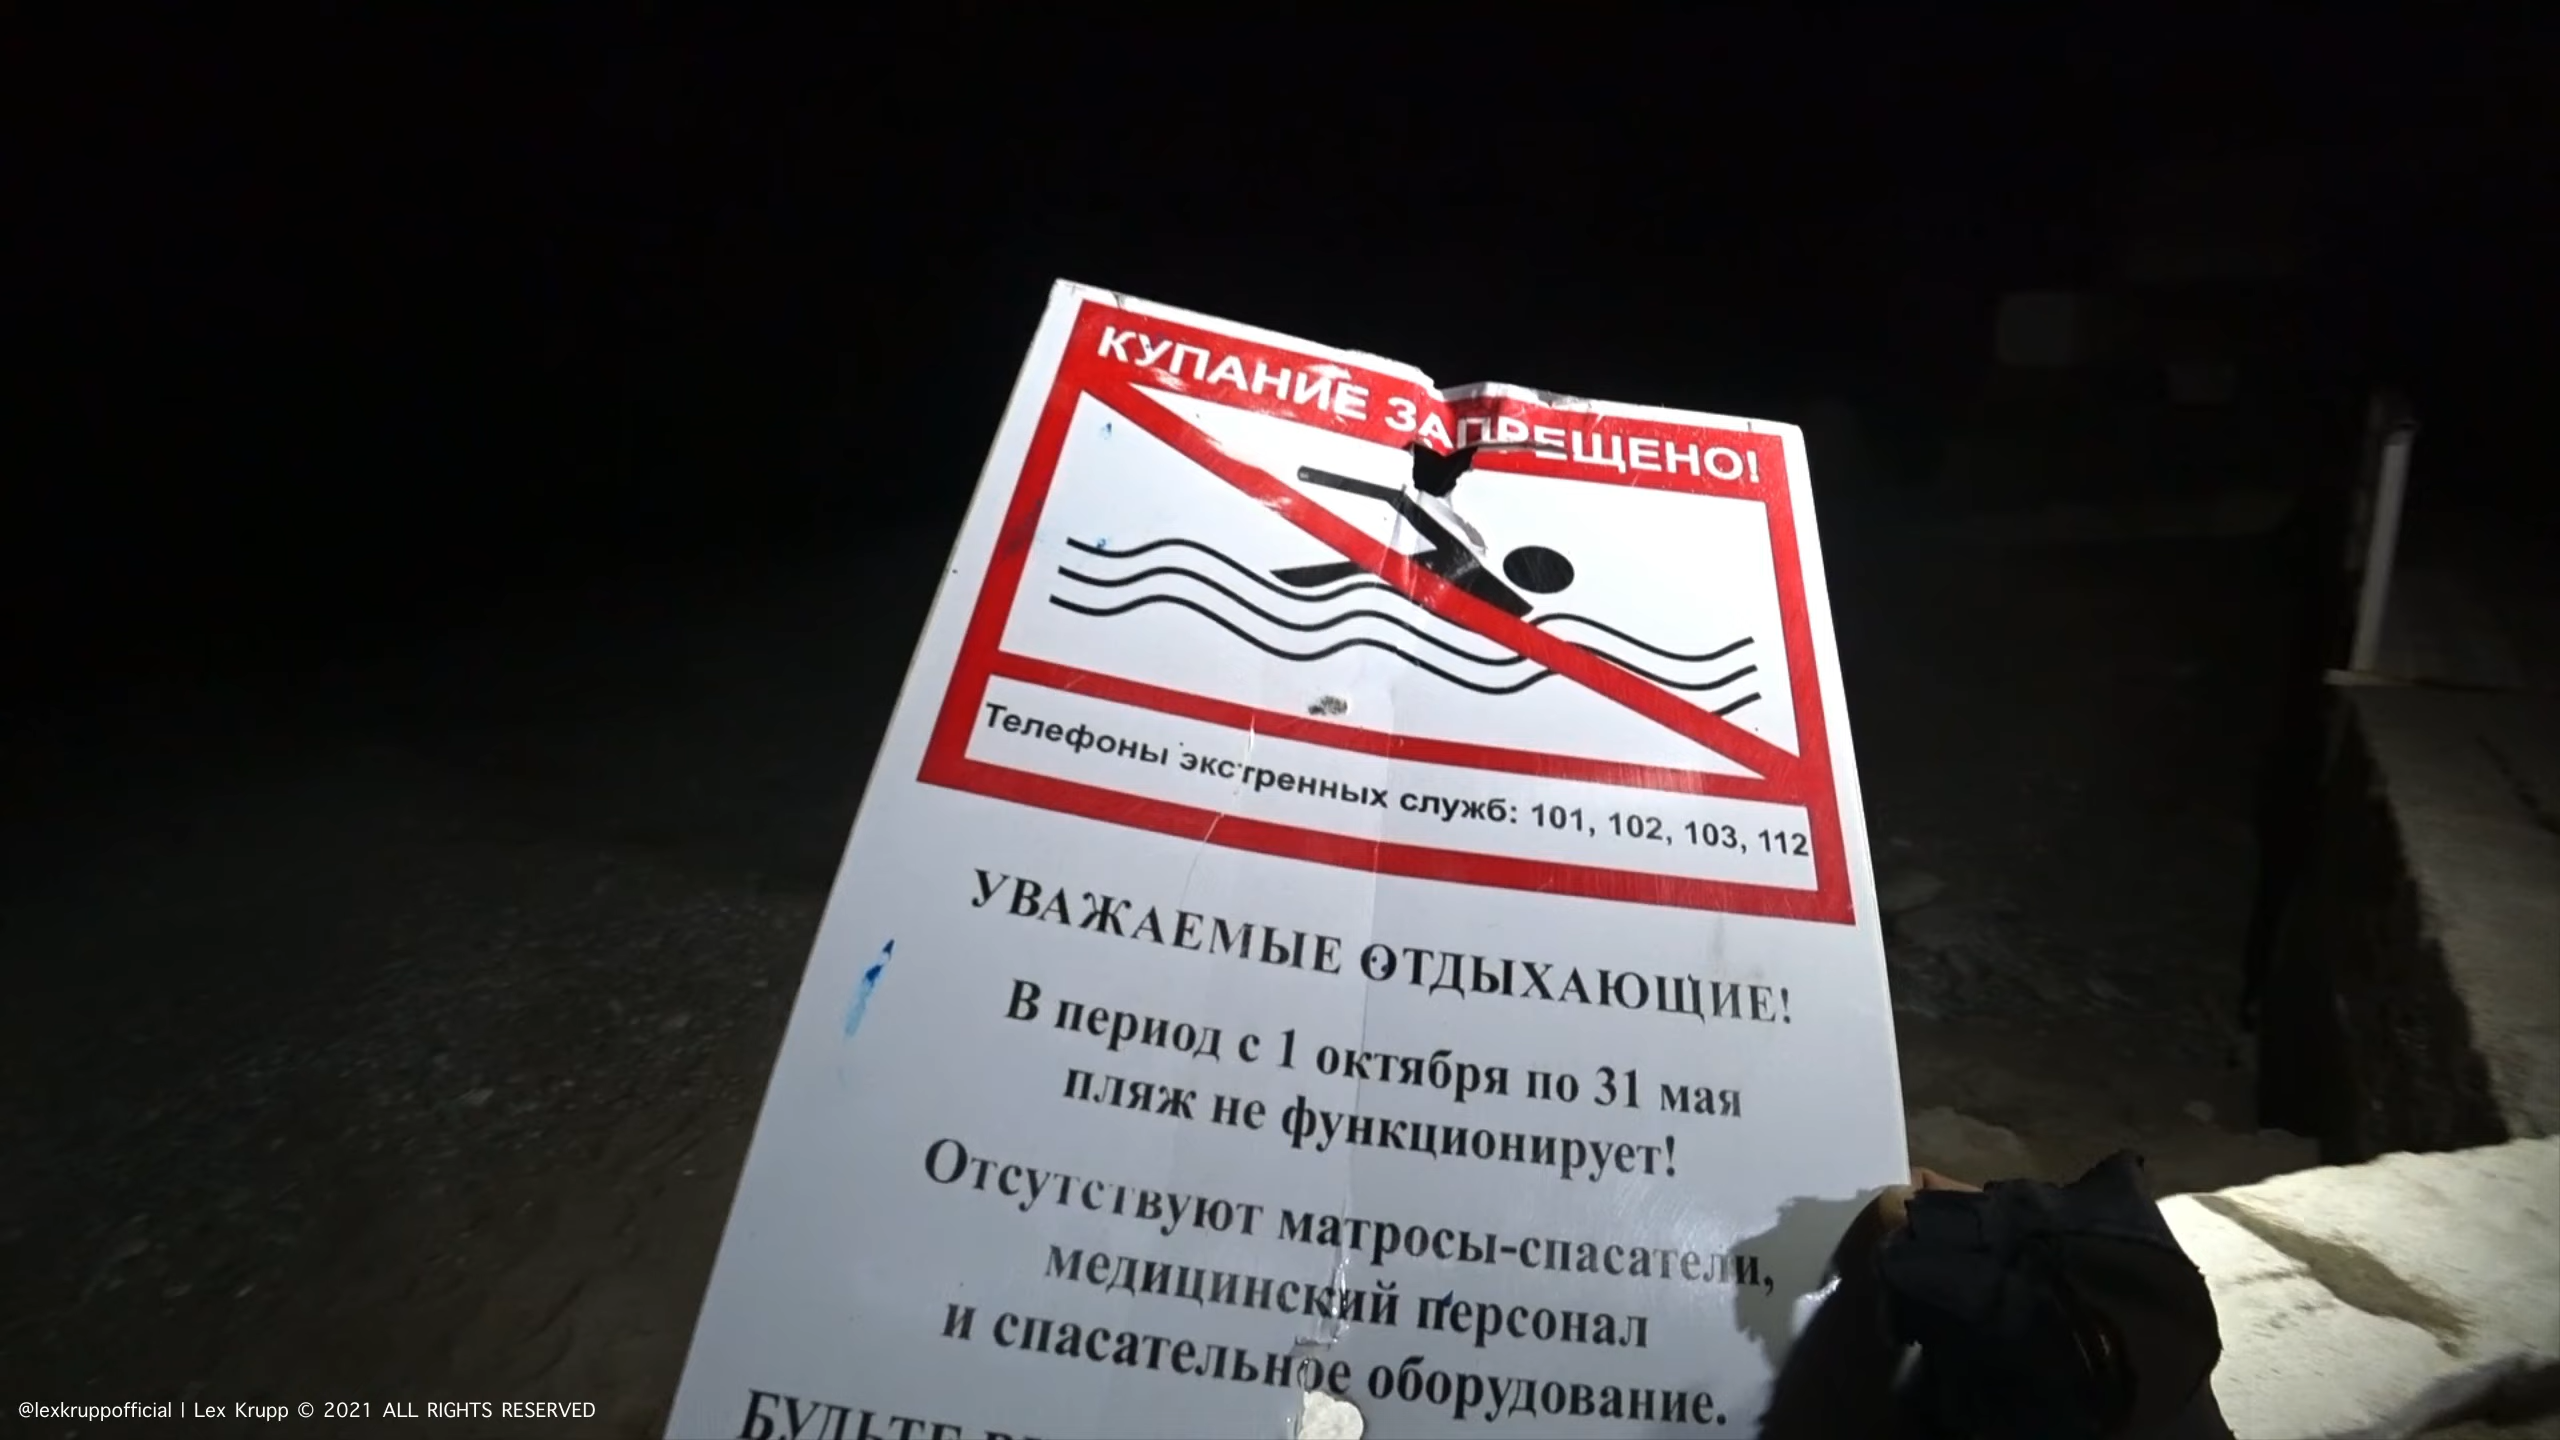 КУПАНИЕ ЗАПРЕЩЕНО!
Телефоны экстренных служб: 101, 102, 103, 112
УВАЖАЕМЫЕ ОТДЫХАЮЩИЕ!
В период с 1 октября по 31 мая
пляж не функционирует!
Отсутствуют матросы-спасатели,
медицинский персонал
и спасательное оборудование.
БУДЬТЕ
@lexkruppofficial | Lex Krupp © 2021 ALL RIGHTS RESERVED